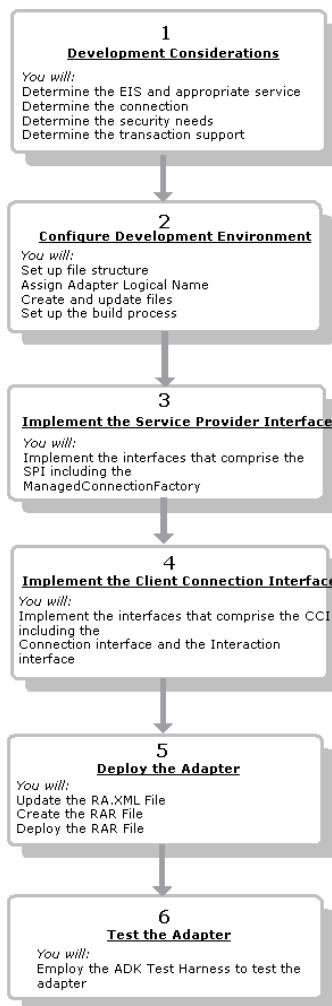 1
Development Considerations
You will:
Determine the EIS and appropriate service
Determine the connection
Determine the security needs
Determine the transaction support
2
Configure Development Environment
You will:
Set up file structure
Assign Adapter Logical Name
Create and update files
Set up the build process
3
Implement the Service Provider Interface
You will:
Implement the interfaces that comprise the
SPI including the
ManagedConnectionFactory
4
Implement the Client Connection Interface
You will:
Implement the interfaces that comprise the CCI
including the
Connection interface and the Interaction
interface
5
Deploy the Adapter
You will:
Update the RA.XML File
Create the RAR File
Deploy the RAR File
6
Test the Adapter
You will:
Employ the ADK Test Harness to test the
adapter